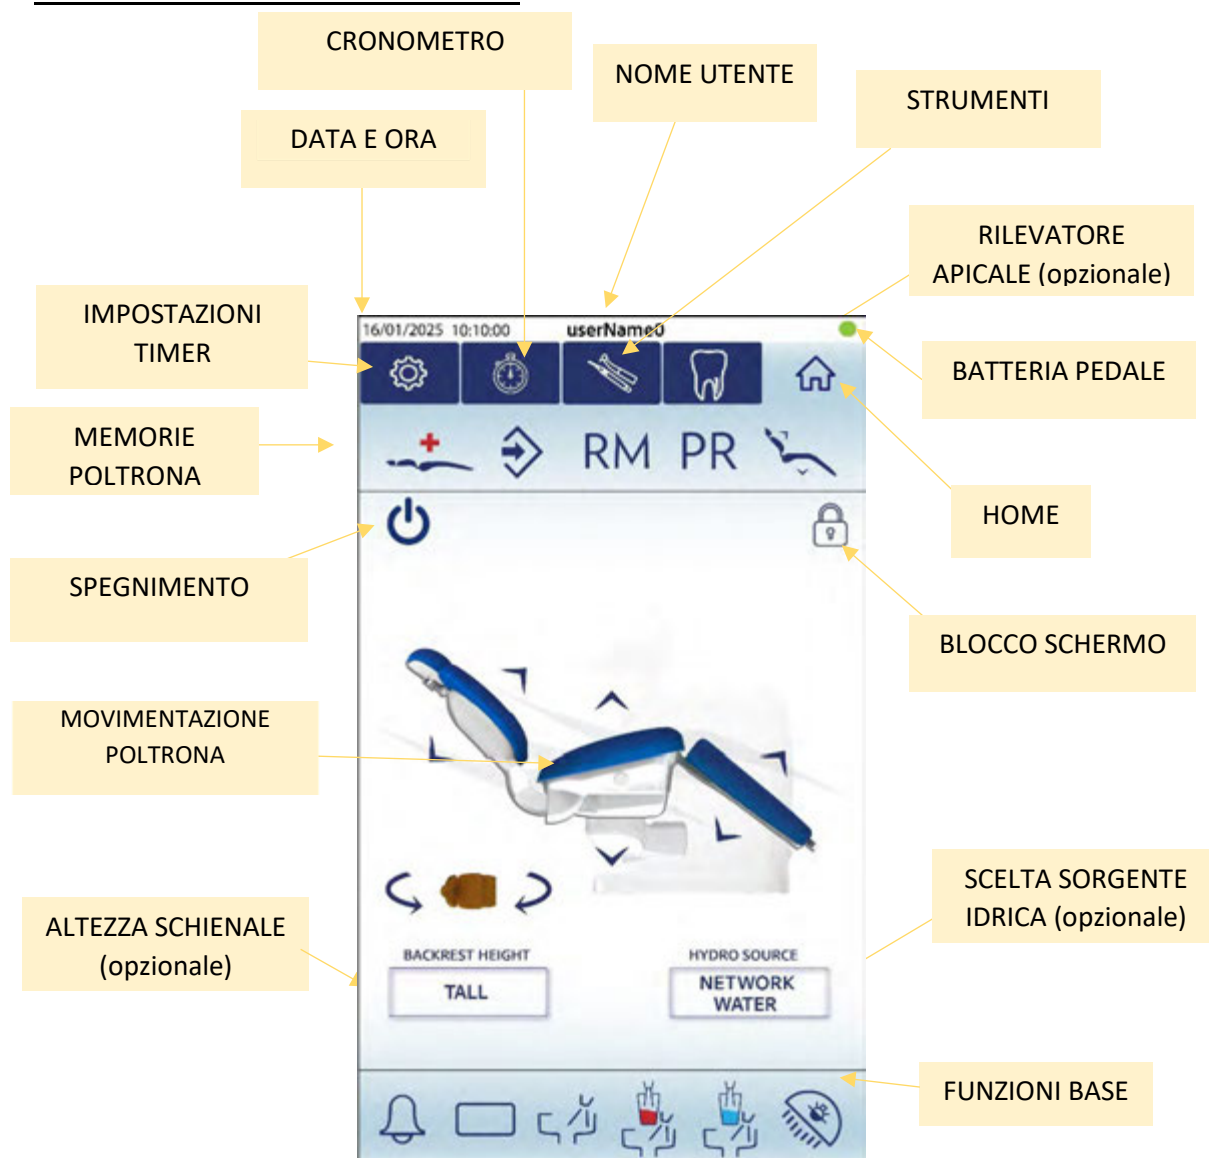 CRONOMETRO
NOME UTENTE
STRUMENTI
DATA E ORA
RILEVATORE
APICALE (opzionale)
IMPOSTAZIONI
TIMER
16/01/2025 10:10:00 userName0
BATTERIA PEDALE
MEMORIE
POLTRONA
RM PR
HOME
SPEGNIMENTO
BLOCCO SCHERMO
MOVIMENTAZIONE
POLTRONA
SCELTA SORGENTE
IDRICA (opzionale)
ALTEZZA SCHIENALE
(opzionale)
BACKREST HEIGHT
TALL
HYDRO SOURCE
NETWORK
WATER
FUNZIONI BASE